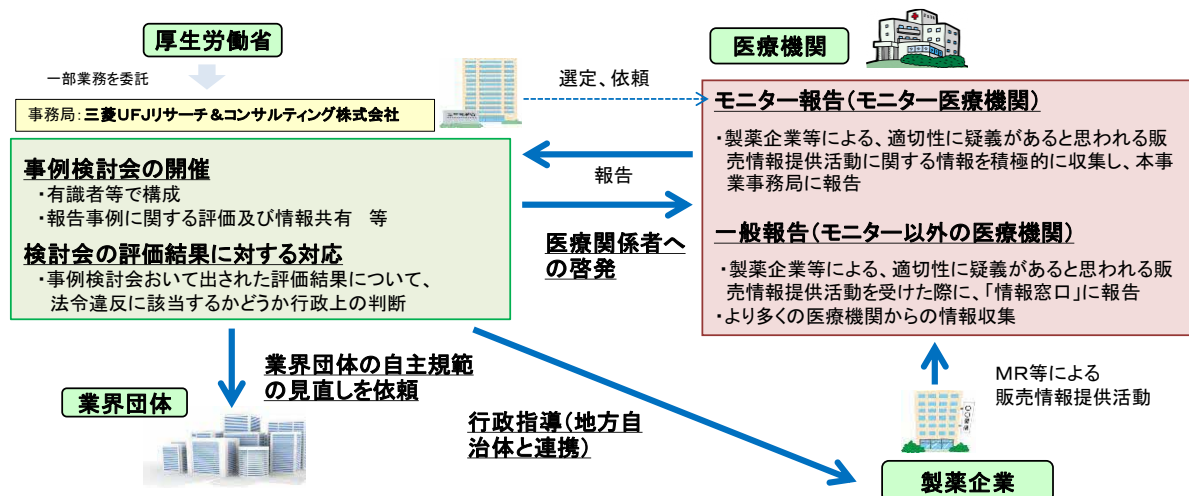 厚生労働省
一部業務を委託
事務局：三菱UFJリサーチ＆コンサルティング株式会社
事例検討会の開催
・有識者等で構成
・報告事例に関する評価及び情報共有　等
検討会の評価結果に対する対応
・事例検討会おいて出された評価結果について、
法令違反に該当するかどうか行政上の判断
選定、依頼
報告
医療関係者へ
の啓発
医療機関
モニター報告（モニター医療機関）
・製薬企業等による、適切性に疑義があると思われる販
売情報提供活動に関する情報を積極的に収集し、本事
業事務局に報告
一般報告（モニター以外の医療機関）
・製薬企業等による、適切性に疑義があると思われる販
売情報提供活動を受けた際に、「情報窓口」に報告
・より多くの医療機関からの情報収集
業界団体の自主規範
の見直しを依頼
業界団体
行政指導（地方自
治体と連携）
MR等による
販売情報提供活動
製薬企業